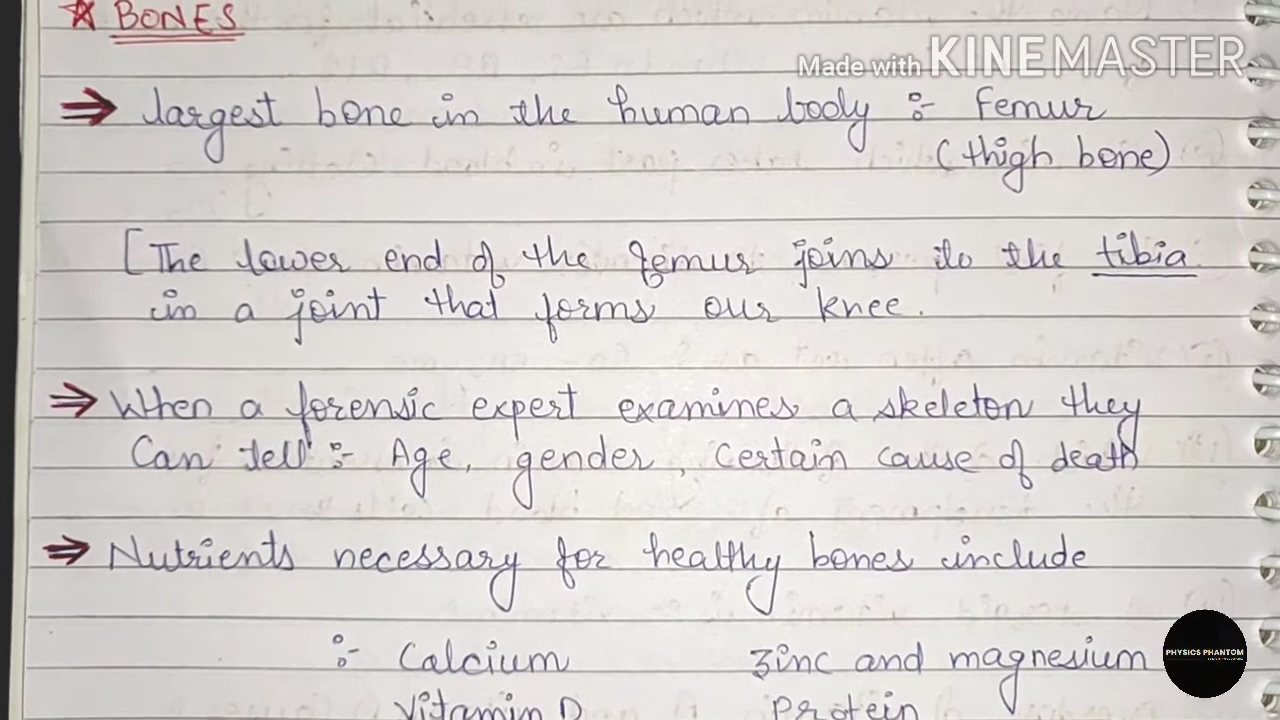 ☆ BONES
Made with KINEMASTER
⇒ largest bone in the human body :- Femur
(thigh bone)
[The lower end of the femur joins to the tibia
in a joint that forms our knee.
⇒ When a forensic expert examines a skeleton they
Can tell :- Age, gender, Certain cause of death
⇒ Nutrients necessary for healthy bones include
:- Calcium Zinc and magnesium
Vitamin D Protein
PHYSICS PHANTOM